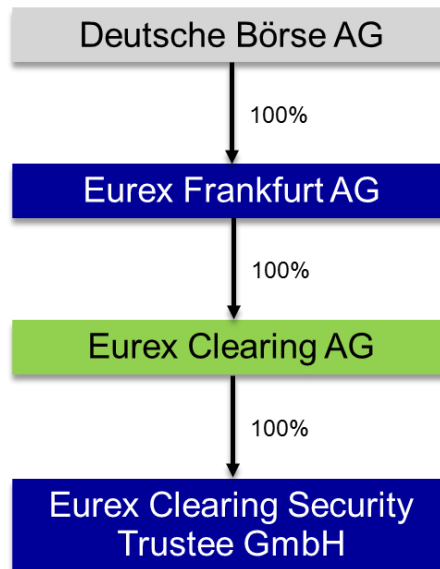 Deutsche Börse AG
100%
Eurex Frankfurt AG
100%
Eurex Clearing AG
100%
Eurex Clearing Security
Trustee GmbH